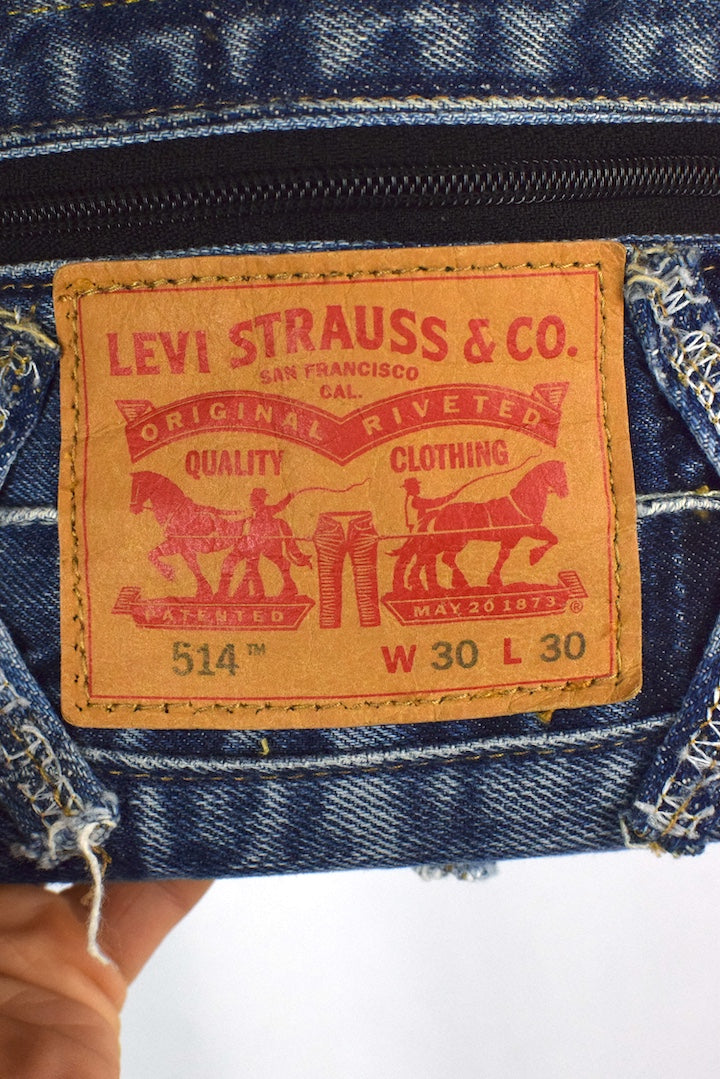 LEVI STRAUSS & CO.
SAN FRANCISCO
CAL.
ORIGINAL RIVETED
QUALITY CLOTHING
PATENTED MAY 20 1873 ®
514™ W 30 L 30